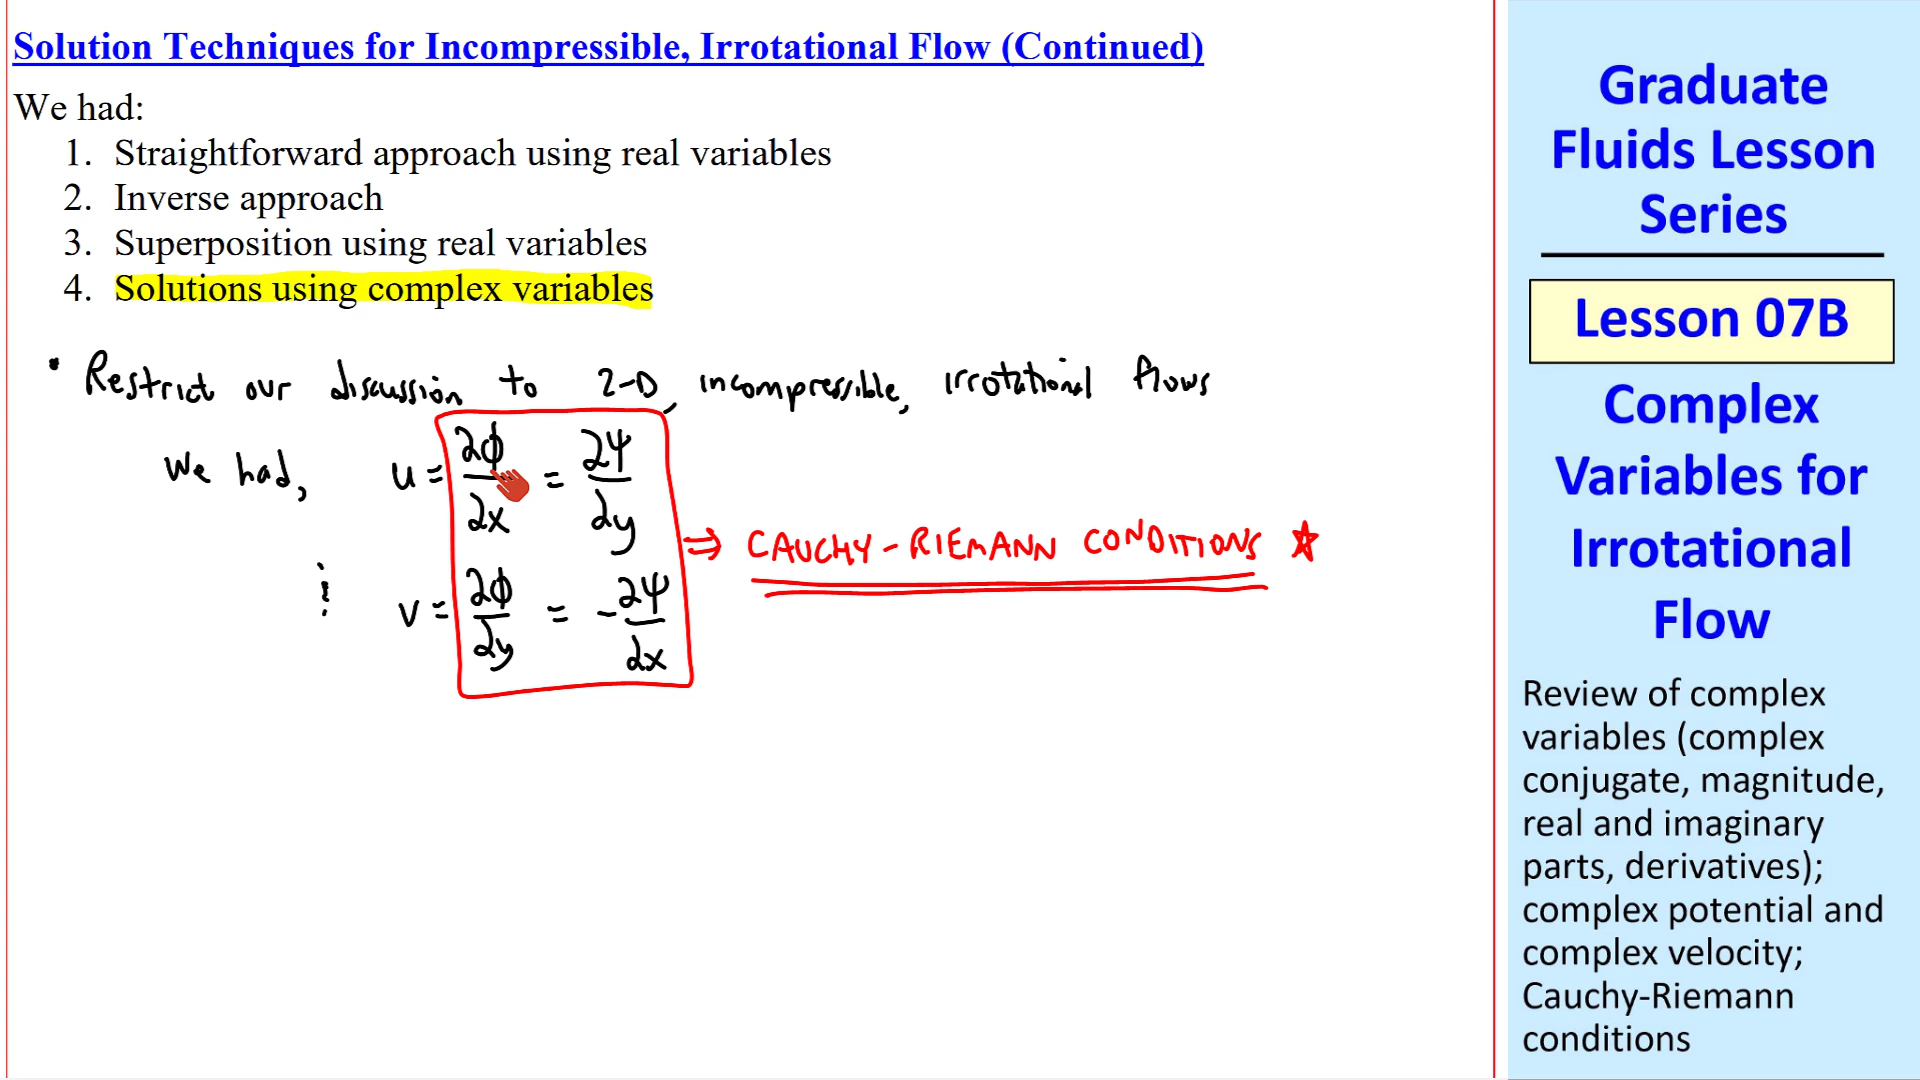 Solution Techniques for Incompressible, Irrotational Flow (Continued)
We had:
1. Straightforward approach using real variables
2. Inverse approach
3. Superposition using real variables
4. Solutions using complex variables
• Restrict our discussion to 2-D, incompressible, irrotational flows
We had, u = ∂ϕ/∂x = ∂ψ/∂y
⇒ CAUCHY-RIEMANN CONDITIONS ☆
v = ∂ϕ/∂y = -∂ψ/∂x
Graduate
Fluids Lesson
Series
Lesson 07B
Complex
Variables for
Irrotational
Flow
Review of complex
variables (complex
conjugate, magnitude,
real and imaginary
parts, derivatives);
complex potential and
complex velocity;
Cauchy-Riemann
conditions